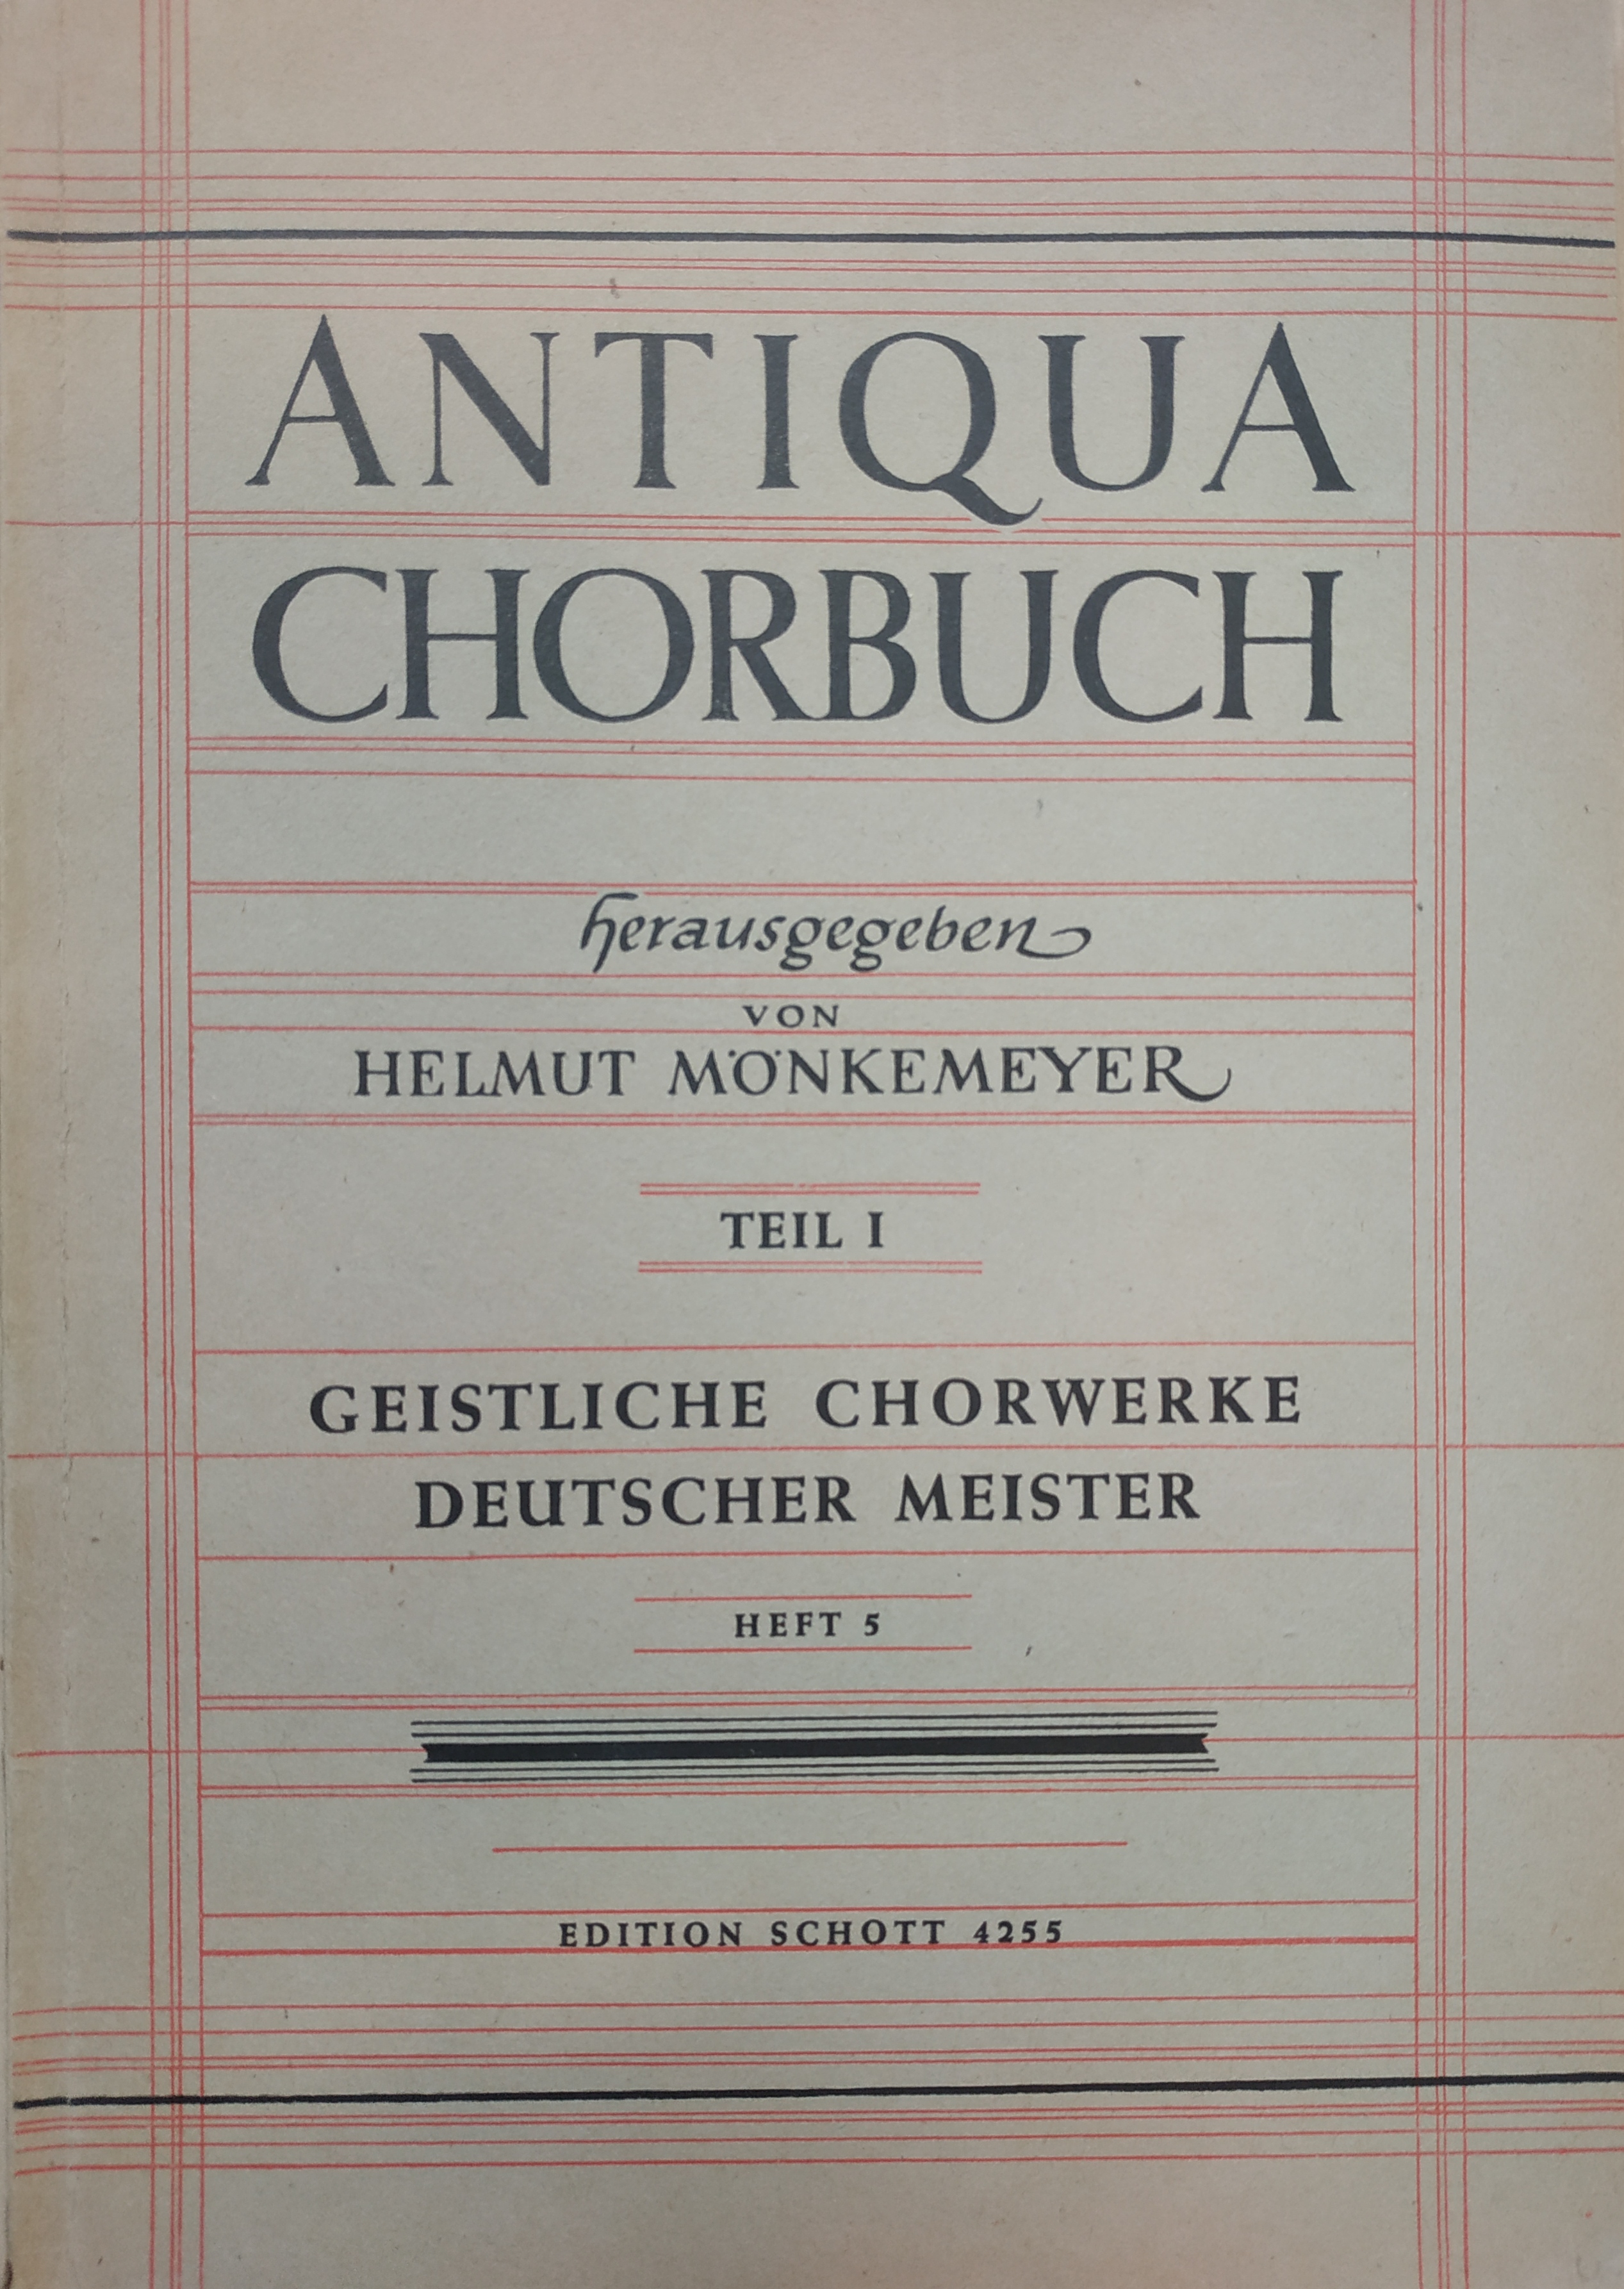 ANTIQUA
CHORBUCH
herausgegeben
VON
HELMUT MÖNKEMEYER
TEIL I
GEISTLICHE CHORWERKE
DEUTSCHER MEISTER
HEFT 5
EDITION SCHOTT 4255